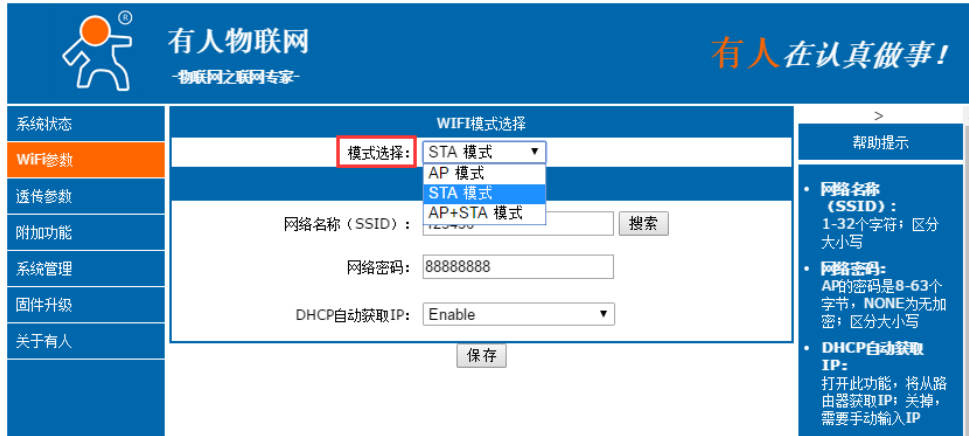 ®
有人物联网
-物联网之联网专家-
有人在认真做事！
系统状态
WiFi参数
透传参数
附加功能
系统管理
固件升级
关于有人
WIFI模式选择
模式选择： STA 模式
AP 模式
STA 模式
AP+STA 模式
网络名称（SSID）： 搜索
网络密码： 88888888
DHCP自动获取IP： Enable
保存
>
帮助提示
• 网络名称
（SSID）：
1-32个字符；区分
大小写
• 网络密码：
AP的密码是8-63个
字节，NONE为无加
密；区分大小写
• DHCP自动获取
IP：
打开此功能，将从路
由器获取IP；关掉，
需要手动输入IP